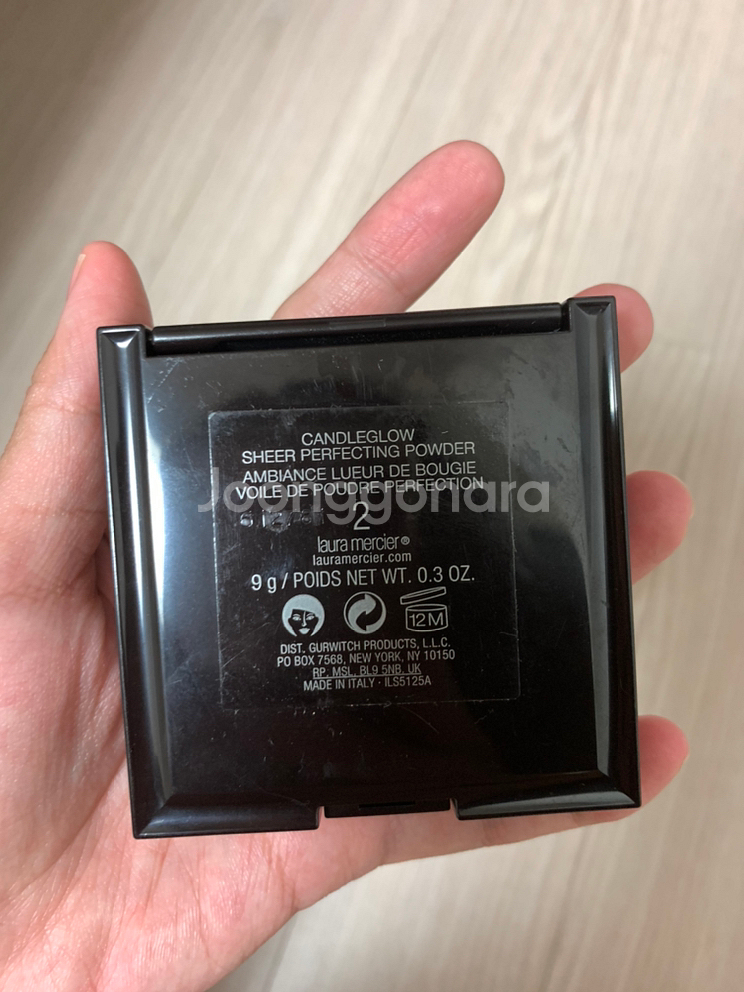 CANDLEGLOW
SHEER PERFECTING POWDER
AMBIANCE LUEUR DE BOUGIE
VOILE DE POUDRE PERFECTION
Joonggonara
2
laura mercier®
lauramercier.com
9 g / POIDS NET WT. 0.3 OZ.
12M
DIST. GURWITCH PRODUCTS, L.L.C.
PO BOX 7568, NEW YORK, NY 10150
RP, MSL, BL9 5NB, UK
MADE IN ITALY · ILS5125A